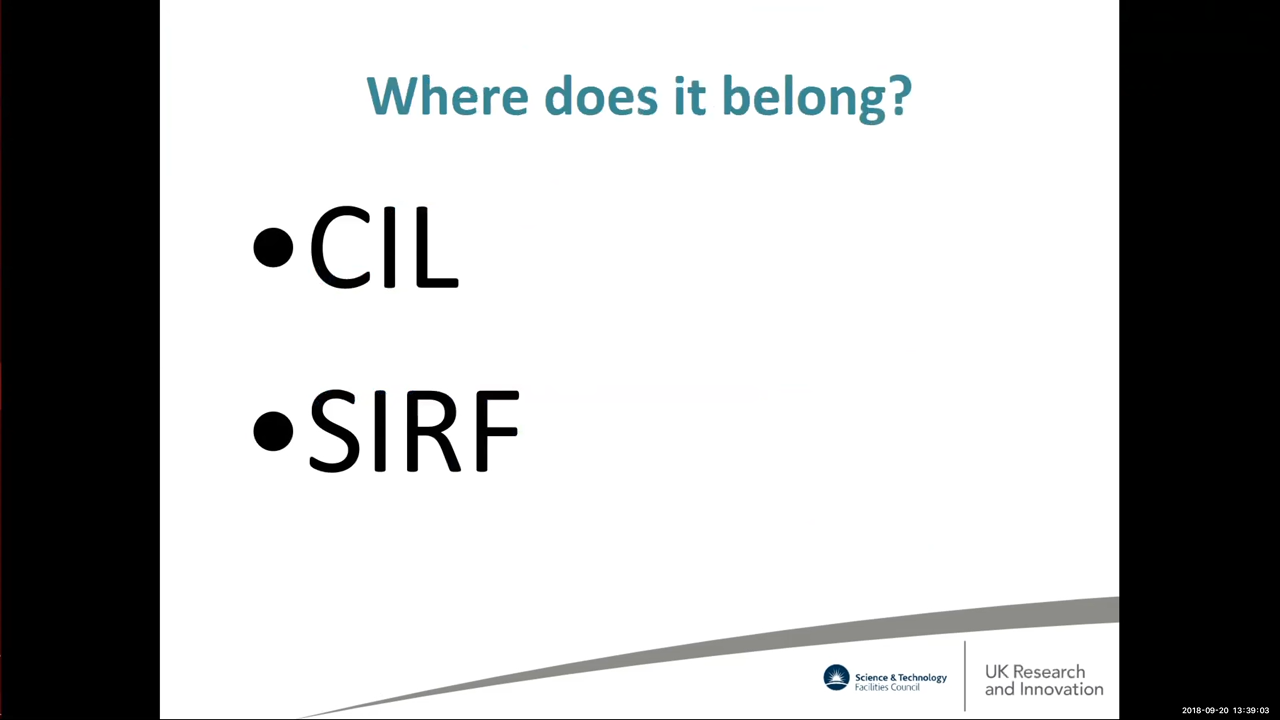 Where does it belong?
•CIL
•SIRF
Science & Technology
Facilities Council
UK Research
and Innovation
2018-09-20 13:39:03